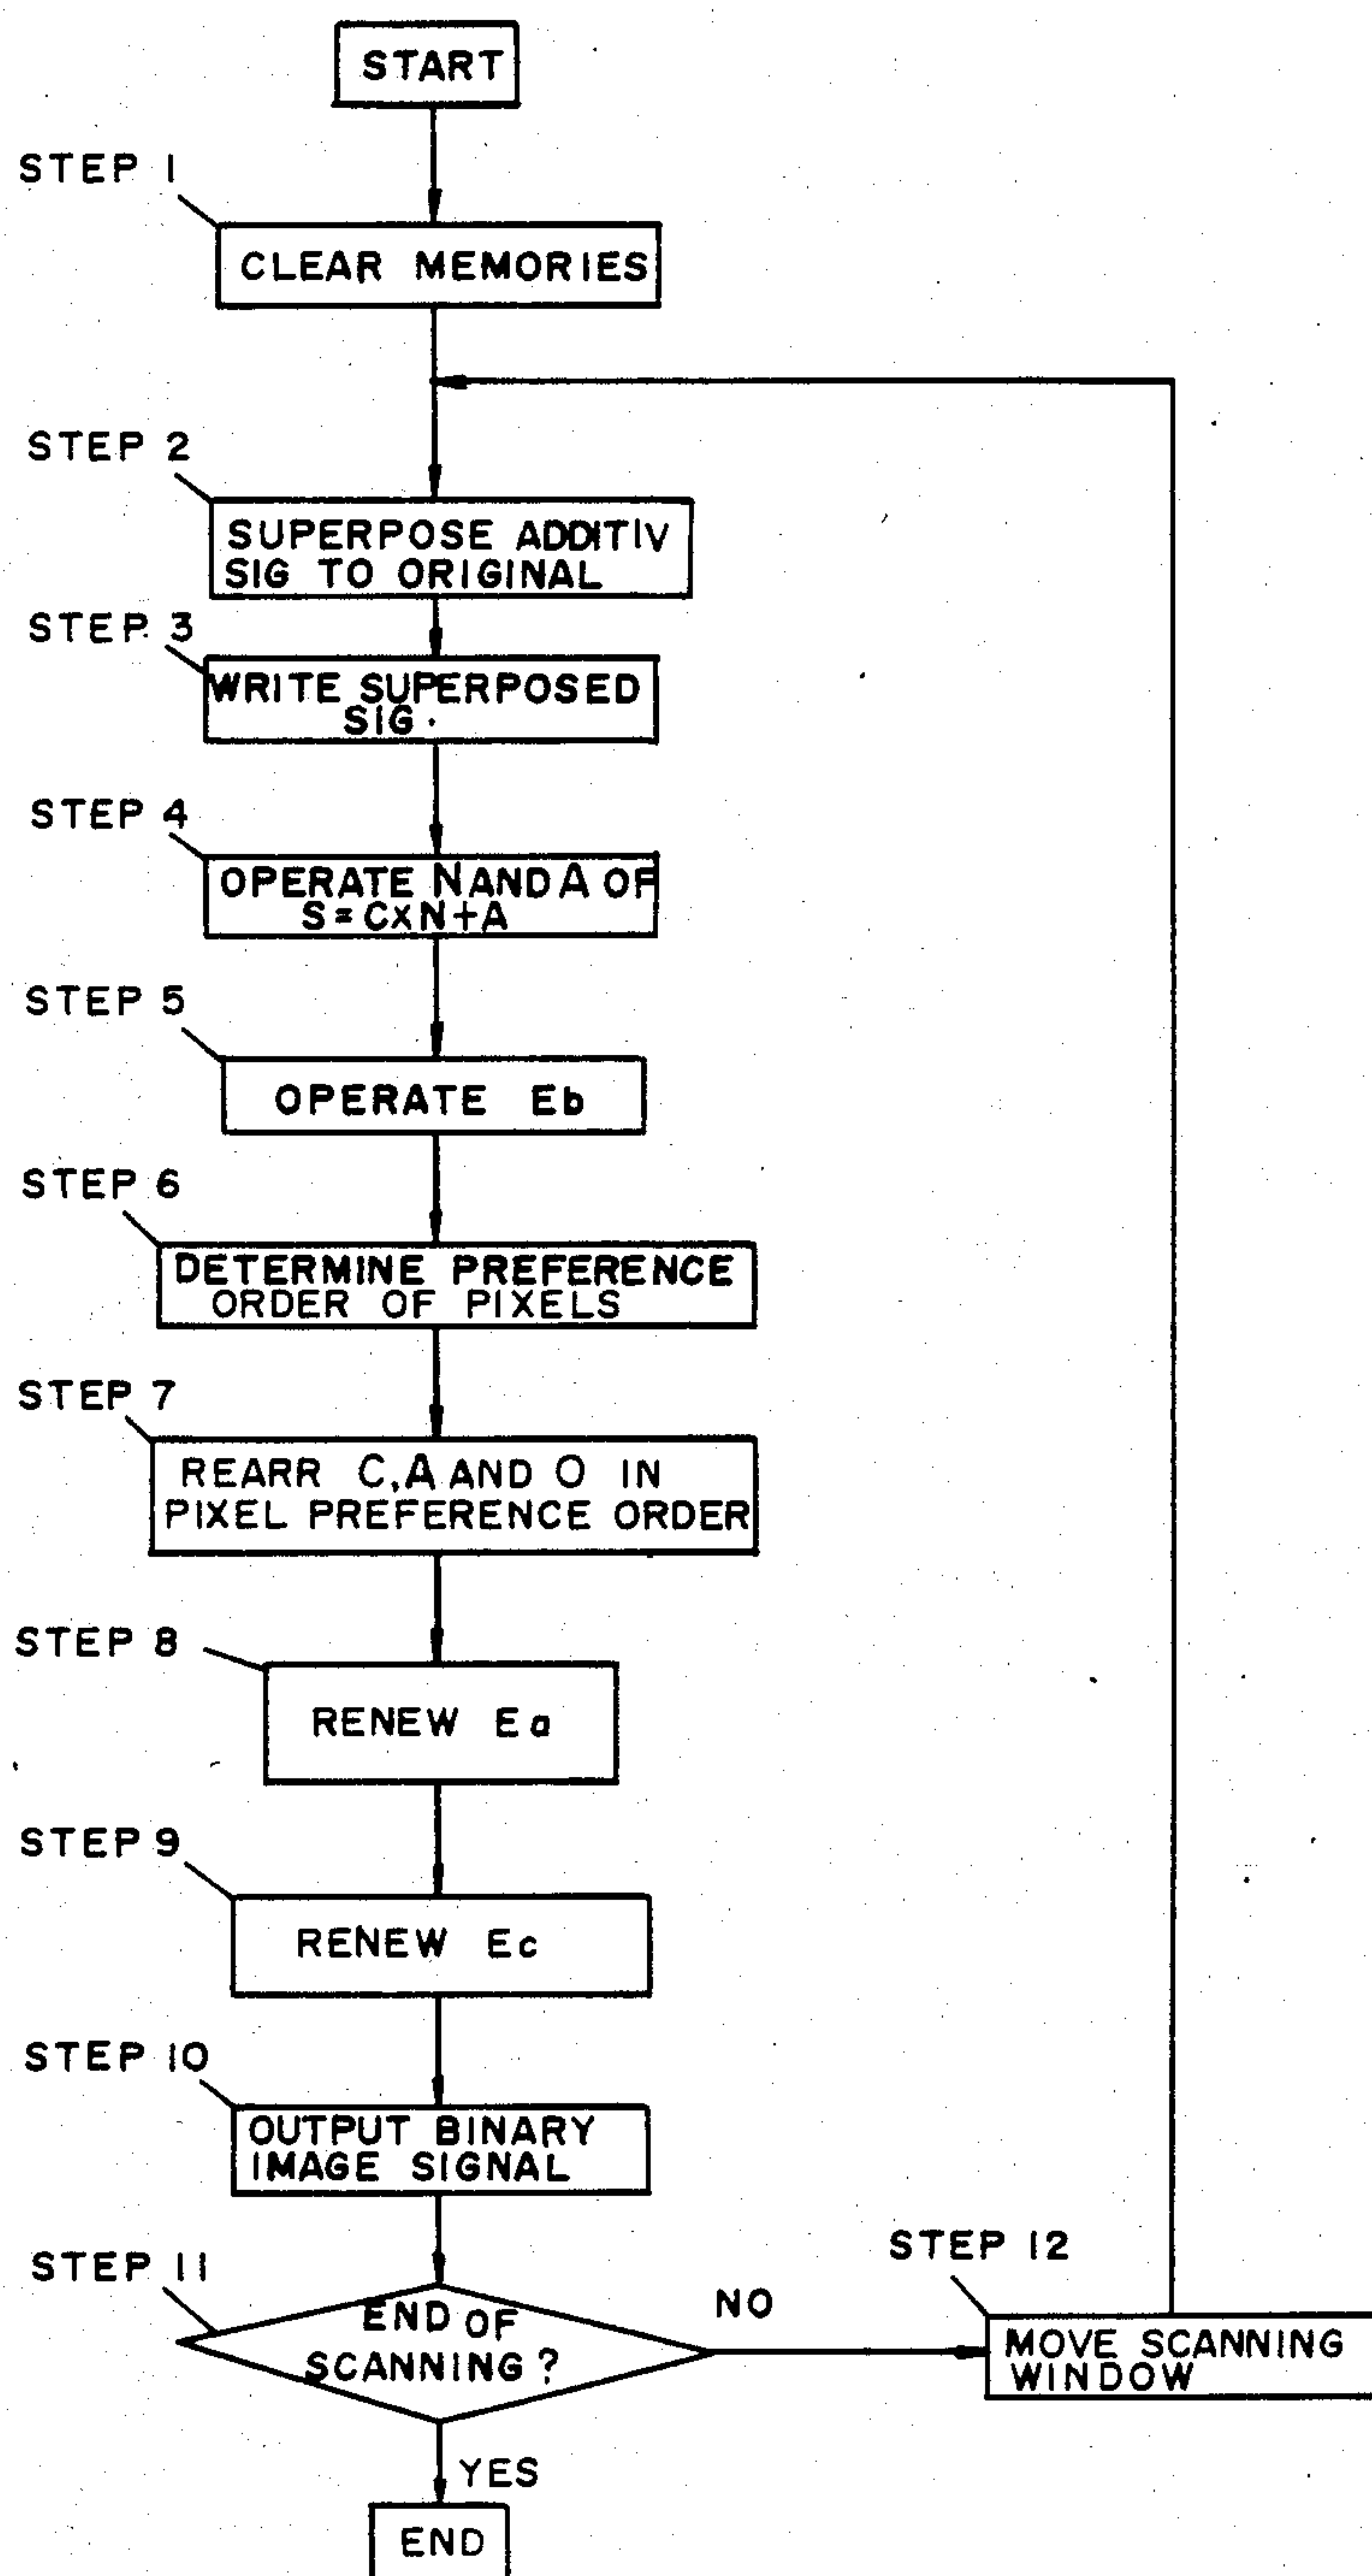 START
STEP 1
CLEAR MEMORIES
STEP 2
SUPERPOSE ADDITIV
SIG TO ORIGINAL
STEP 3
WRITE SUPERPOSED
SIG.
STEP 4
OPERATE N AND A OF
S=C×N+A
STEP 5
OPERATE Eb
STEP 6
DETERMINE PREFERENCE
ORDER OF PIXELS
STEP 7
REARR C,A AND O IN
PIXEL PREFERENCE ORDER
STEP 8
RENEW Ea
STEP 9
RENEW Ec
STEP 10
OUTPUT BINARY
IMAGE SIGNAL
STEP 11
END OF
SCANNING?
NO
STEP 12
MOVE SCANNING
WINDOW
YES
END